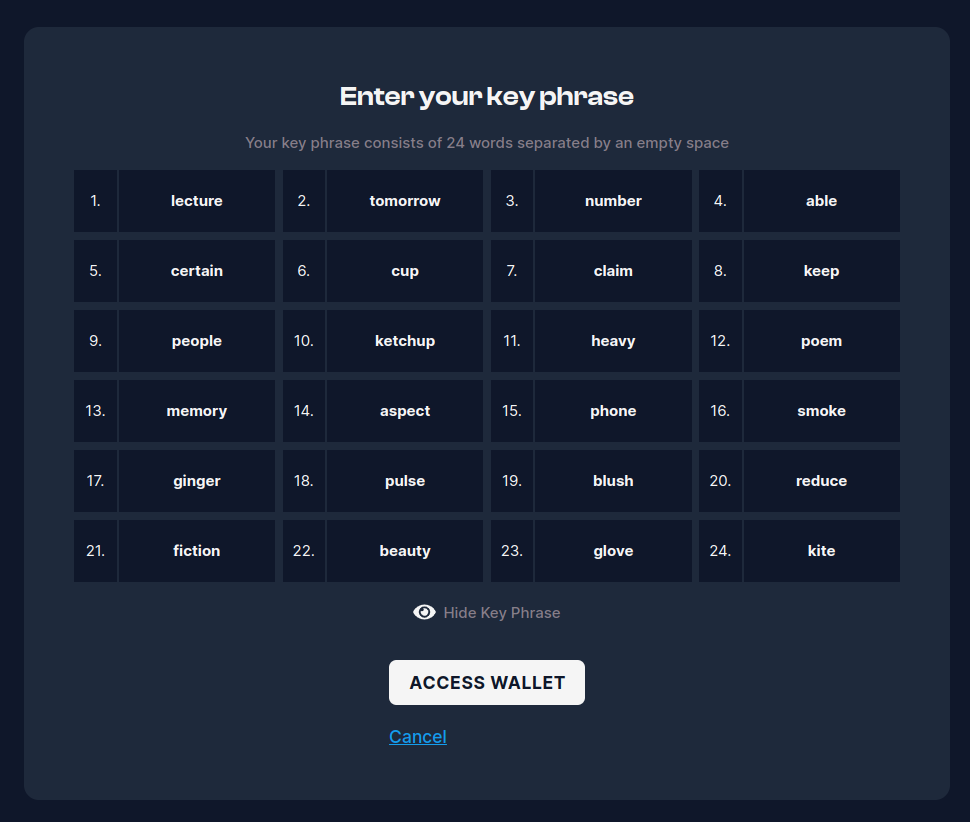 Enter your key phrase
Your key phrase consists of 24 words separated by an empty space
1. lecture 2. tomorrow 3. number 4. able
5. certain 6. cup 7. claim 8. keep
9. people 10. ketchup 11. heavy 12. poem
13. memory 14. aspect 15. phone 16. smoke
17. ginger 18. pulse 19. blush 20. reduce
21. fiction 22. beauty 23. glove 24. kite
Hide Key Phrase
ACCESS WALLET
Cancel